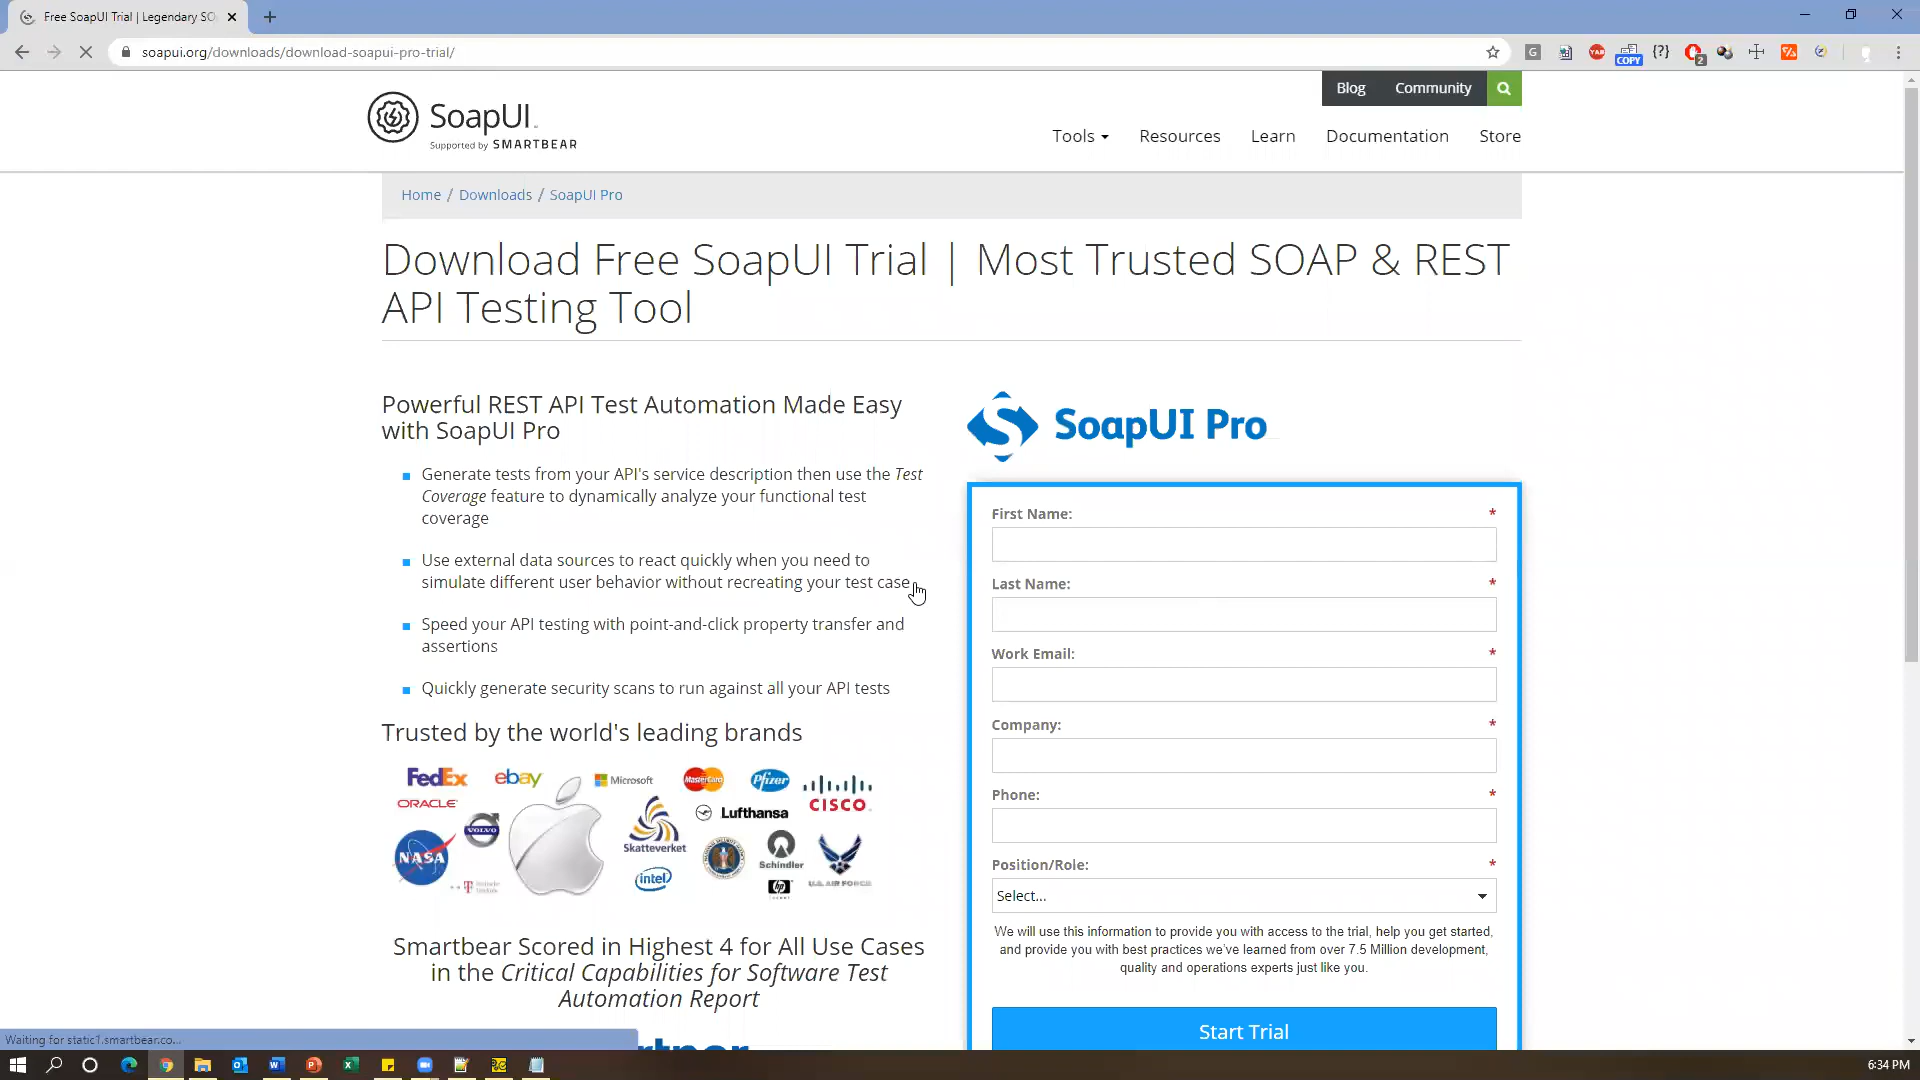 Free SoapUI Trial | Legendary SO
soapui.org/downloads/download-soapui-pro-trial/
G
YAB
COPY
{?}
2
Blog
Community
SoapUI
Supported by SMARTBEAR
Tools
Resources
Learn
Documentation
Store
Home / Downloads / SoapUI Pro
Download Free SoapUI Trial | Most Trusted SOAP & REST
API Testing Tool
Powerful REST API Test Automation Made Easy
with SoapUI Pro
Generate tests from your API's service description then use the Test
Coverage feature to dynamically analyze your functional test
coverage
Use external data sources to react quickly when you need to
simulate different user behavior without recreating your test case
Speed your API testing with point-and-click property transfer and
assertions
Quickly generate security scans to run against all your API tests
Trusted by the world's leading brands
FedEx
ebay
Microsoft
MasterCard
Pfizer
CISCO
ORACLE
VOLVO
Lufthansa
Skatteverket
NASA
Schindler
intel
hp
U.S. AIR FORCE
Smartbear Scored in Highest 4 for All Use Cases
in the Critical Capabilities for Software Test
Automation Report
SoapUI Pro
First Name: *
Last Name: *
Work Email: *
Company: *
Phone: *
Position/Role: *
Select...
We will use this information to provide you with access to the trial, help you get started,
and provide you with best practices we've learned from over 7.5 Million development,
quality and operations experts just like you.
Start Trial
Waiting for static1.smartbear.co...
6:34 PM